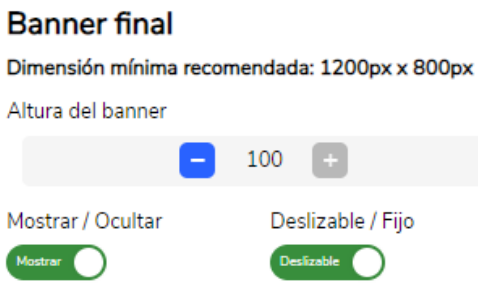 Banner final
Dimensión mínima recomendada: 1200px x 800px
Altura del banner
− 100 +
Mostrar / Ocultar Deslizable / Fijo
Mostrar Deslizable